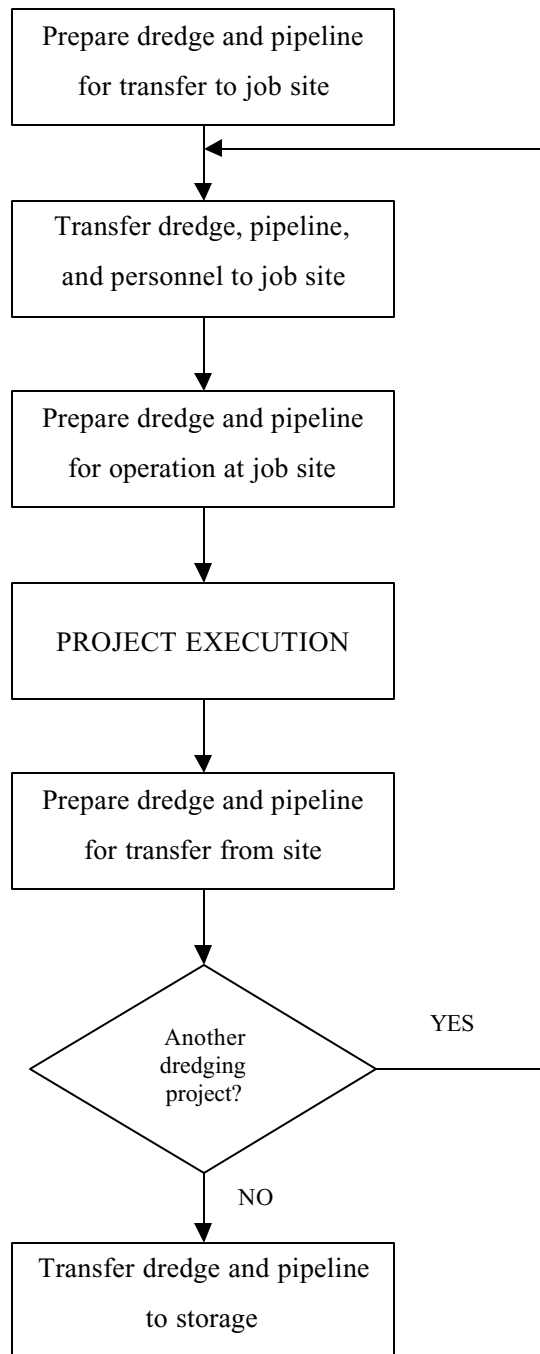 Prepare dredge and pipeline
for transfer to job site
Transfer dredge, pipeline,
and personnel to job site
Prepare dredge and pipeline
for operation at job site
PROJECT EXECUTION
Prepare dredge and pipeline
for transfer from site
Another
dredging
project?
YES
NO
Transfer dredge and pipeline
to storage